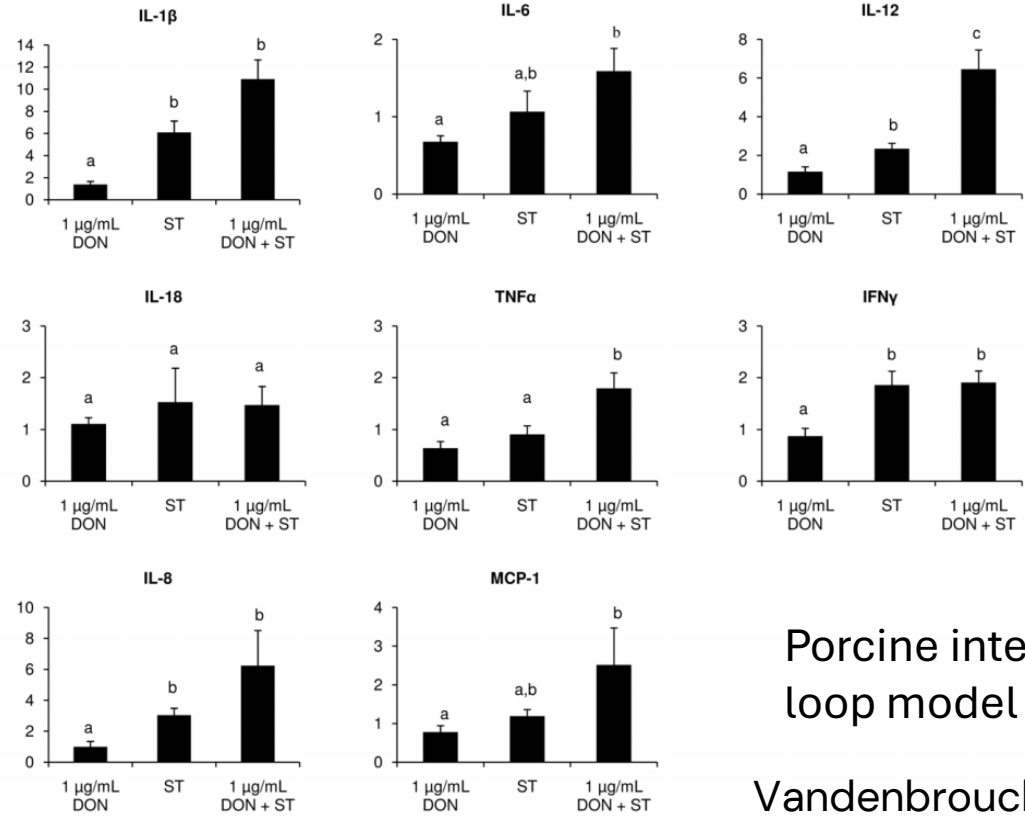 IL-1β
14
12
10
8
6
4
2
0
a
b
b
1 µg/mL DON
ST
1 µg/mL DON + ST
IL-6
2
1
0
a
a,b
b
1 µg/mL DON
ST
1 µg/mL DON + ST
IL-12
8
6
4
2
0
a
b
c
1 µg/mL DON
ST
1 µg/mL DON + ST
IL-18
3
2
1
0
a
a
a
1 µg/mL DON
ST
1 µg/mL DON + ST
TNFα
3
2
1
0
a
a
b
1 µg/mL DON
ST
1 µg/mL DON + ST
IFNγ
3
2
1
0
a
b
b
1 µg/mL DON
ST
1 µg/mL DON + ST
IL-8
10
8
6
4
2
0
a
b
b
1 µg/mL DON
ST
1 µg/mL DON + ST
MCP-1
4
3
2
1
0
a
a,b
b
1 µg/mL DON
ST
1 µg/mL DON + ST
Porcine inte
loop model
Vandenbrouck